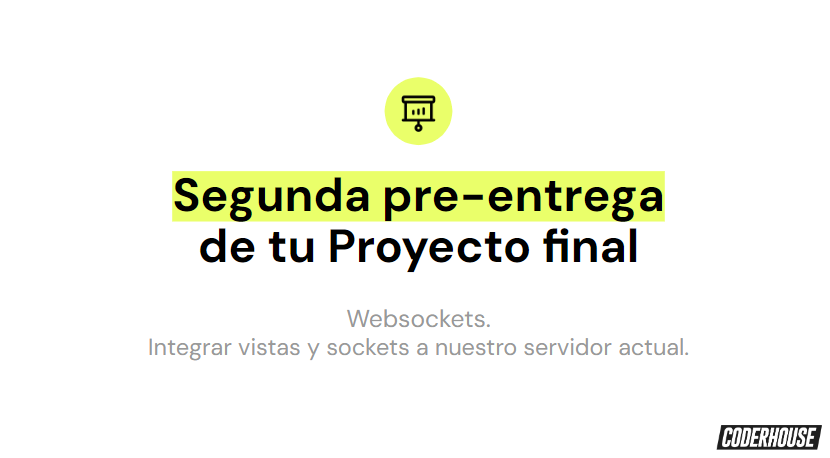 Segunda pre-entrega
de tu Proyecto final
Websockets.
Integrar vistas y sockets a nuestro servidor actual.
CODERHOUSE